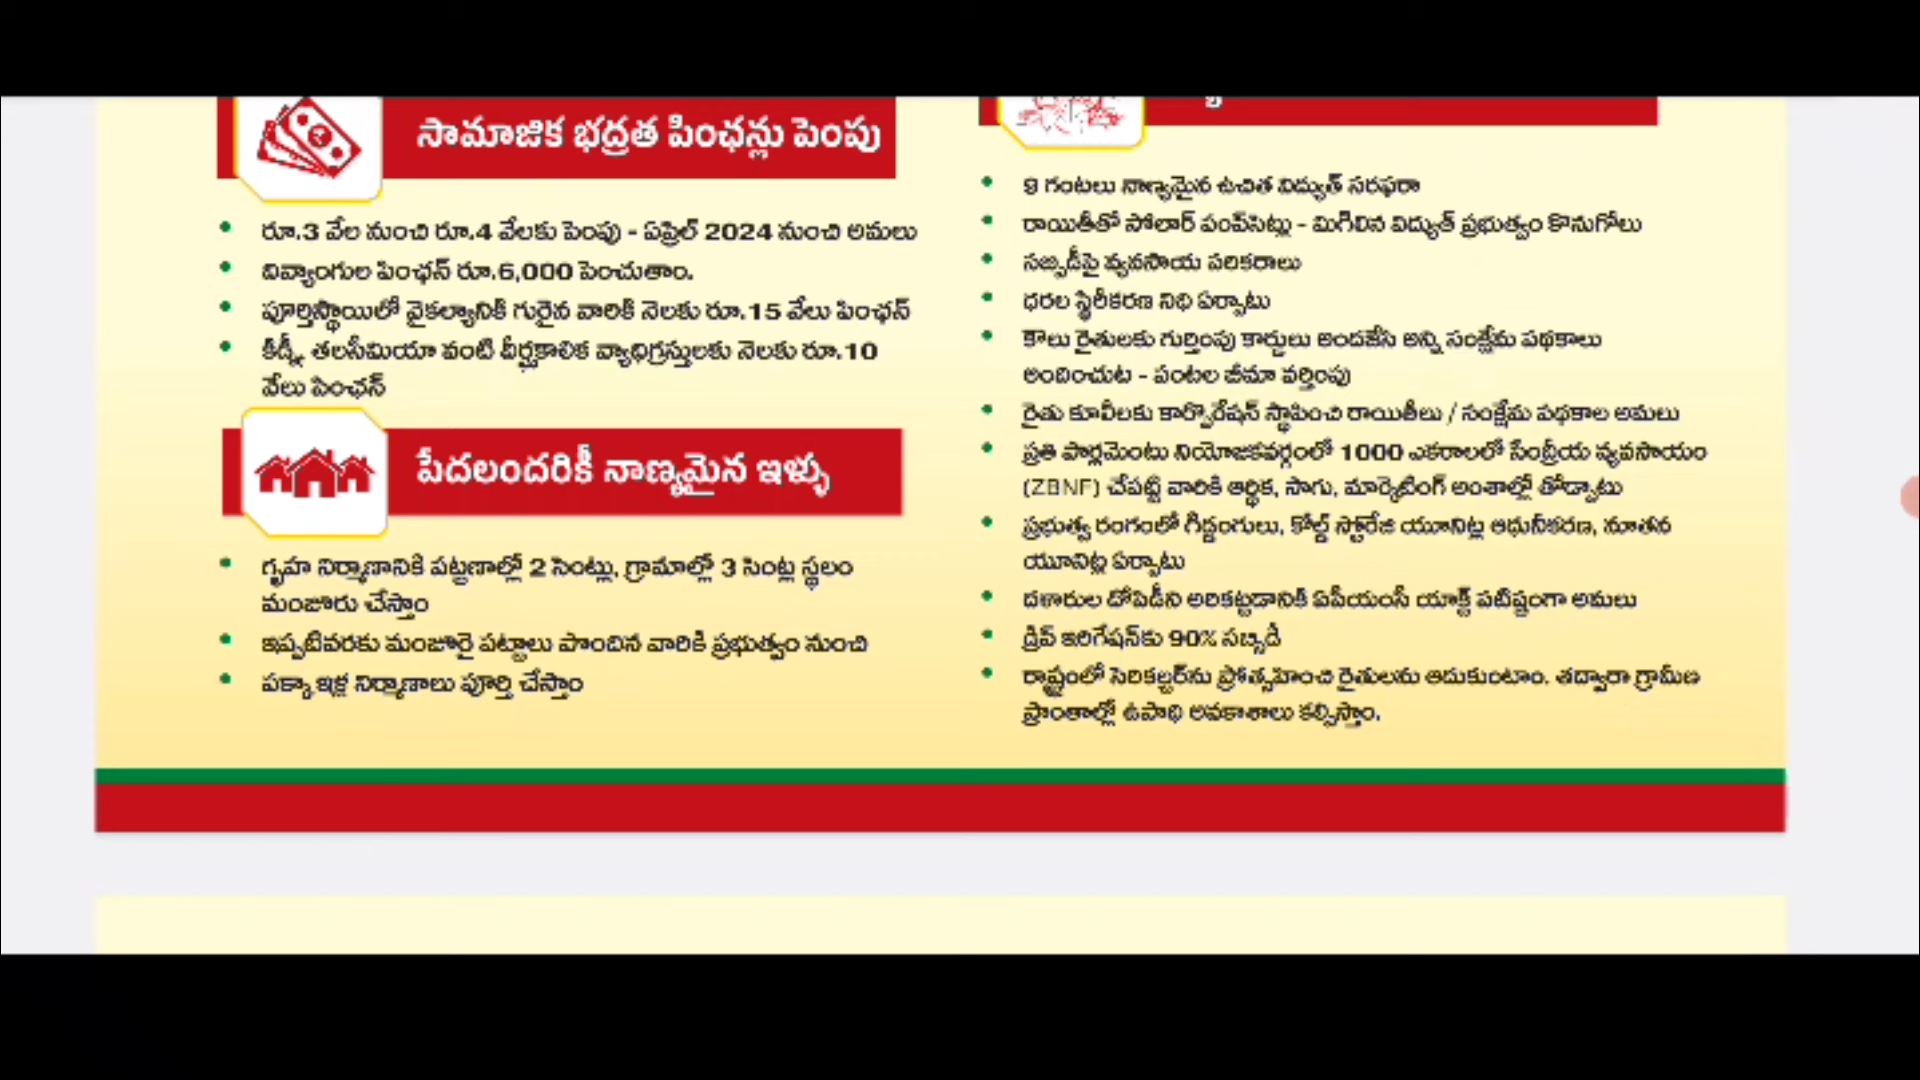 సామాజిక భద్రత పింఛన్లు పెంపు
రూ.3 వేల నుంచి రూ.4 వేలకు పెంపు - ఏప్రిల్ 2024 నుంచి అమలు
దివ్యాంగుల పింఛన్ రూ.6,000 పెంచుతాం.
పూర్తిస్థాయిలో వైకల్యానికి గురైన వారికి నెలకు రూ.15 వేలు పింఛన్
కిడ్నీ, తలసేమియా వంటి దీర్ఘకాలిక వ్యాధిగ్రస్తులకు నెలకు రూ.10
వేలు పింఛన్
పేదలందరికీ నాణ్యమైన ఇళ్ళు
గృహ నిర్మాణానికి పట్టణాల్లో 2 సెంట్లు, గ్రామాల్లో 3 సెంట్ల స్థలం
మంజూరు చేస్తాం
ఇప్పటివరకు మంజూరై పట్టాలు పొందిన వారికి ప్రభుత్వం నుంచి
పక్కా ఇళ్ల నిర్మాణాలు పూర్తి చేస్తాం
9 గంటలు నాణ్యమైన ఉచిత విద్యుత్ సరఫరా
రాయితీతో సోలార్ పంప్‌సెట్లు - మిగిలిన విద్యుత్ ప్రభుత్వం కొనుగోలు
సబ్సిడీపై వ్యవసాయ పరికరాలు
ధరల స్థిరీకరణ నిధి ఏర్పాటు
కౌలు రైతులకు గుర్తింపు కార్డులు అందజేసి అన్ని సంక్షేమ పథకాలు
అందించుట - పంటల బీమా వర్తింపు
రైతు కూలీలకు కార్పొరేషన్ స్థాపించి రాయితీలు / సంక్షేమ పథకాల అమలు
ప్రతి పార్లమెంటు నియోజకవర్గంలో 1000 ఎకరాలలో సేంద్రీయ వ్యవసాయం
(ZBNF) చేపట్టి వారికి ఆర్థిక, సాగు, మార్కెటింగ్ అంశాల్లో తోడ్పాటు
ప్రభుత్వ రంగంలో గిడ్డంగులు, కోల్డ్ స్టోరేజి యూనిట్ల ఆధునీకరణ, నూతన
యూనిట్ల ఏర్పాటు
దళారుల దోపిడీని అరికట్టడానికి ఏపీయంసీ యాక్ట్ పటిష్టంగా అమలు
డ్రిప్ ఇరిగేషన్‌కు 90% సబ్సిడీ
రాష్ట్రంలో సెరికల్చర్‌ను ప్రోత్సహించి రైతులను ఆదుకుంటాం. తద్వారా గ్రామీణ
ప్రాంతాల్లో ఉపాధి అవకాశాలు కల్పిస్తాం.